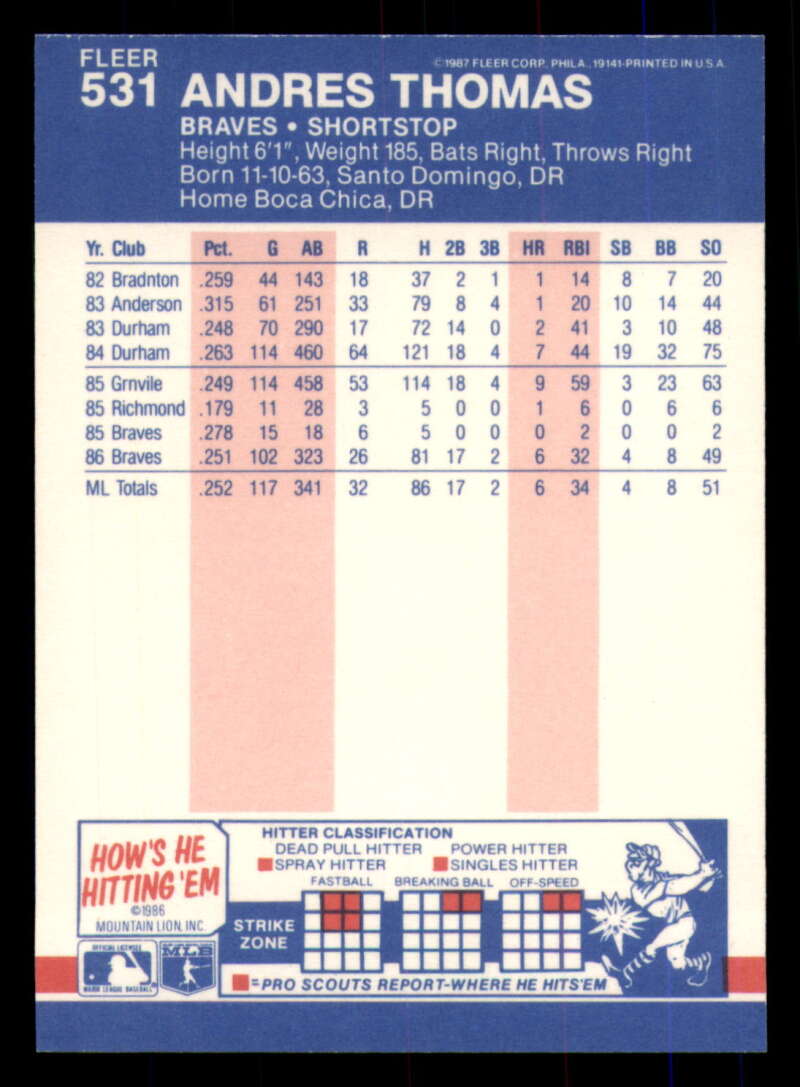 FLEER
©1987 FLEER CORP. PHILA., 19141-PRINTED IN U.S.A.
531 ANDRES THOMAS
BRAVES • SHORTSTOP
Height 6'1", Weight 185, Bats Right, Throws Right
Born 11-10-63, Santo Domingo, DR
Home Boca Chica, DR
Yr. Club Pct. G AB R H 2B 3B HR RBI SB BB SO
82 Bradnton .259 44 143 18 37 2 1 1 14 8 7 20
83 Anderson .315 61 251 33 79 8 4 1 20 10 14 44
83 Durham .248 70 290 17 72 14 0 2 41 3 10 48
84 Durham .263 114 460 64 121 18 4 7 44 19 32 75
85 Grnvile .249 114 458 53 114 18 4 9 59 3 23 63
85 Richmond .179 11 28 3 5 0 0 1 6 0 6 6
85 Braves .278 15 18 6 5 0 0 0 2 0 0 2
86 Braves .251 102 323 26 81 17 2 6 32 4 8 49
ML Totals .252 117 341 32 86 17 2 6 34 4 8 51
HOW'S HE
HITTING 'EM
©1986
MOUNTAIN LION, INC.
OFFICIAL LICENSEE
MAJOR LEAGUE BASEBALL
MLB
HITTER CLASSIFICATION
DEAD PULL HITTER POWER HITTER
SPRAY HITTER SINGLES HITTER
FASTBALL BREAKING BALL OFF-SPEED
STRIKE
ZONE
=PRO SCOUTS REPORT-WHERE HE HITS'EM